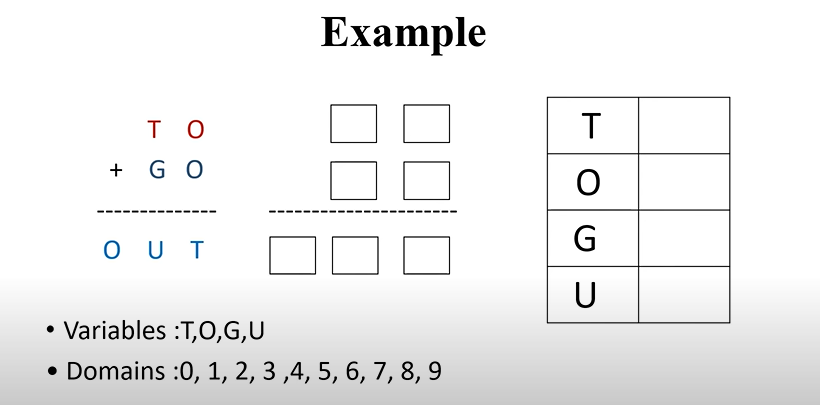 Example
T O
+ G O
--------------
O U T
----------------------
T
O
G
U
• Variables :T,O,G,U
• Domains :0, 1, 2, 3 ,4, 5, 6, 7, 8, 9